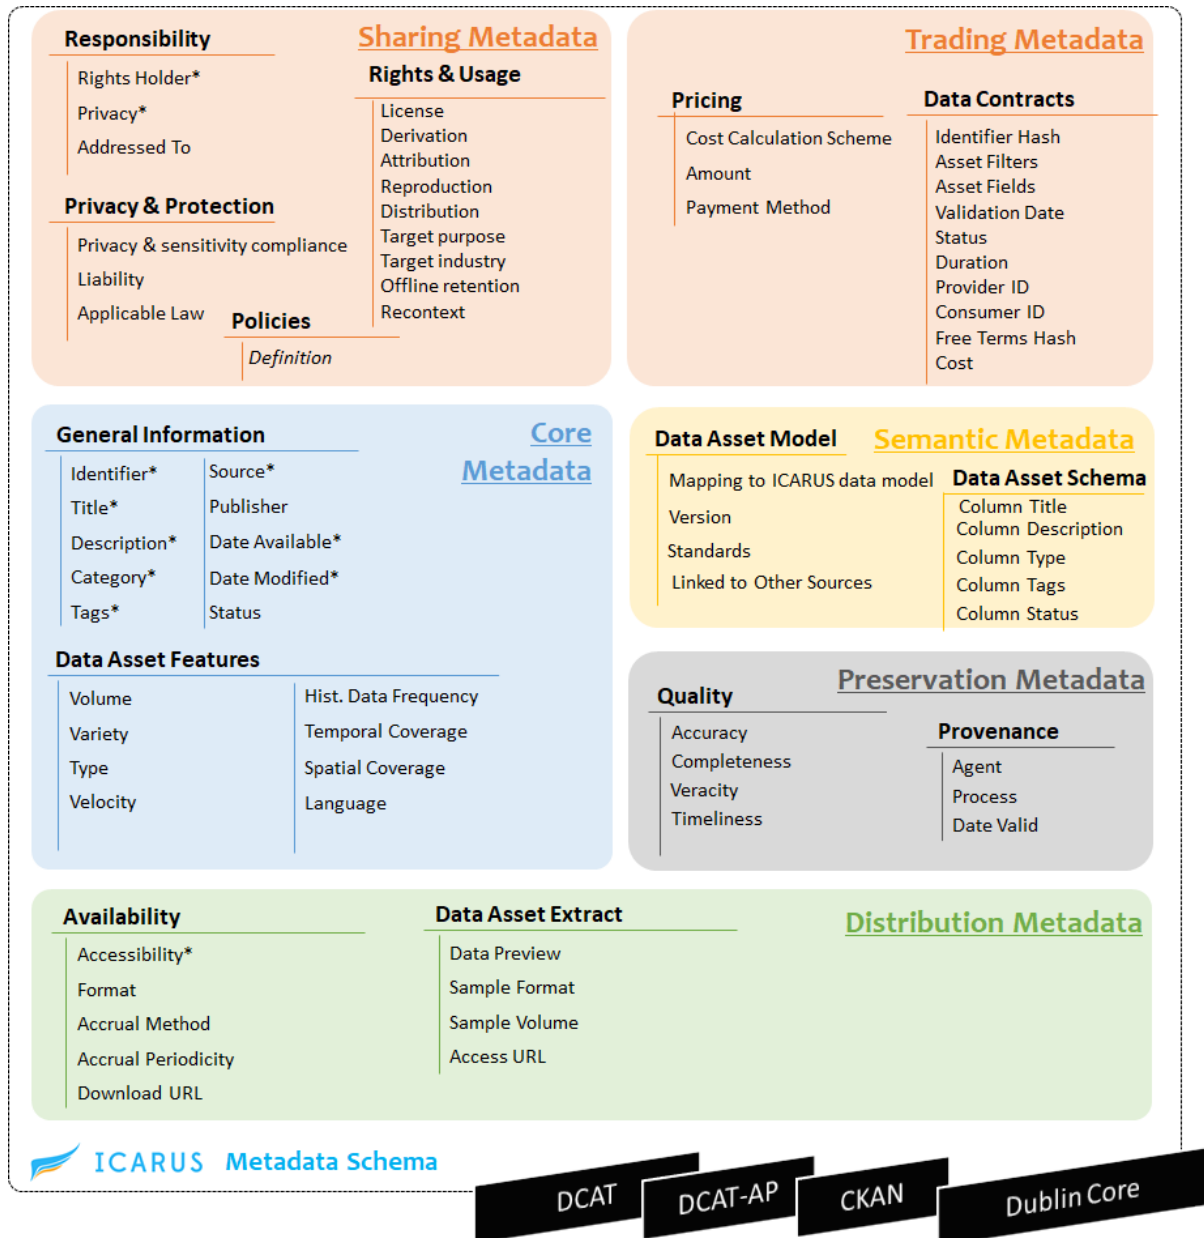 Sharing Metadata
Responsibility
Rights Holder*
Privacy*
Addressed To
Privacy & Protection
Privacy & sensitivity compliance
Liability
Applicable Law
Policies
Definition
Rights & Usage
License
Derivation
Attribution
Reproduction
Distribution
Target purpose
Target industry
Offline retention
Recontext
Trading Metadata
Pricing
Cost Calculation Scheme
Amount
Payment Method
Data Contracts
Identifier Hash
Asset Filters
Asset Fields
Validation Date
Status
Duration
Provider ID
Consumer ID
Free Terms Hash
Cost
Core
Metadata
General Information
Identifier*
Title*
Description*
Category*
Tags*
Source*
Publisher
Date Available*
Date Modified*
Status
Data Asset Features
Volume
Variety
Type
Velocity
Hist. Data Frequency
Temporal Coverage
Spatial Coverage
Language
Semantic Metadata
Data Asset Model
Mapping to ICARUS data model
Version
Standards
Linked to Other Sources
Data Asset Schema
Column Title
Column Description
Column Type
Column Tags
Column Status
Preservation Metadata
Quality
Accuracy
Completeness
Veracity
Timeliness
Provenance
Agent
Process
Date Valid
Distribution Metadata
Availability
Accessibility*
Format
Accrual Method
Accrual Periodicity
Download URL
Data Asset Extract
Data Preview
Sample Format
Sample Volume
Access URL
ICARUS Metadata Schema
DCAT
DCAT-AP
CKAN
Dublin Core